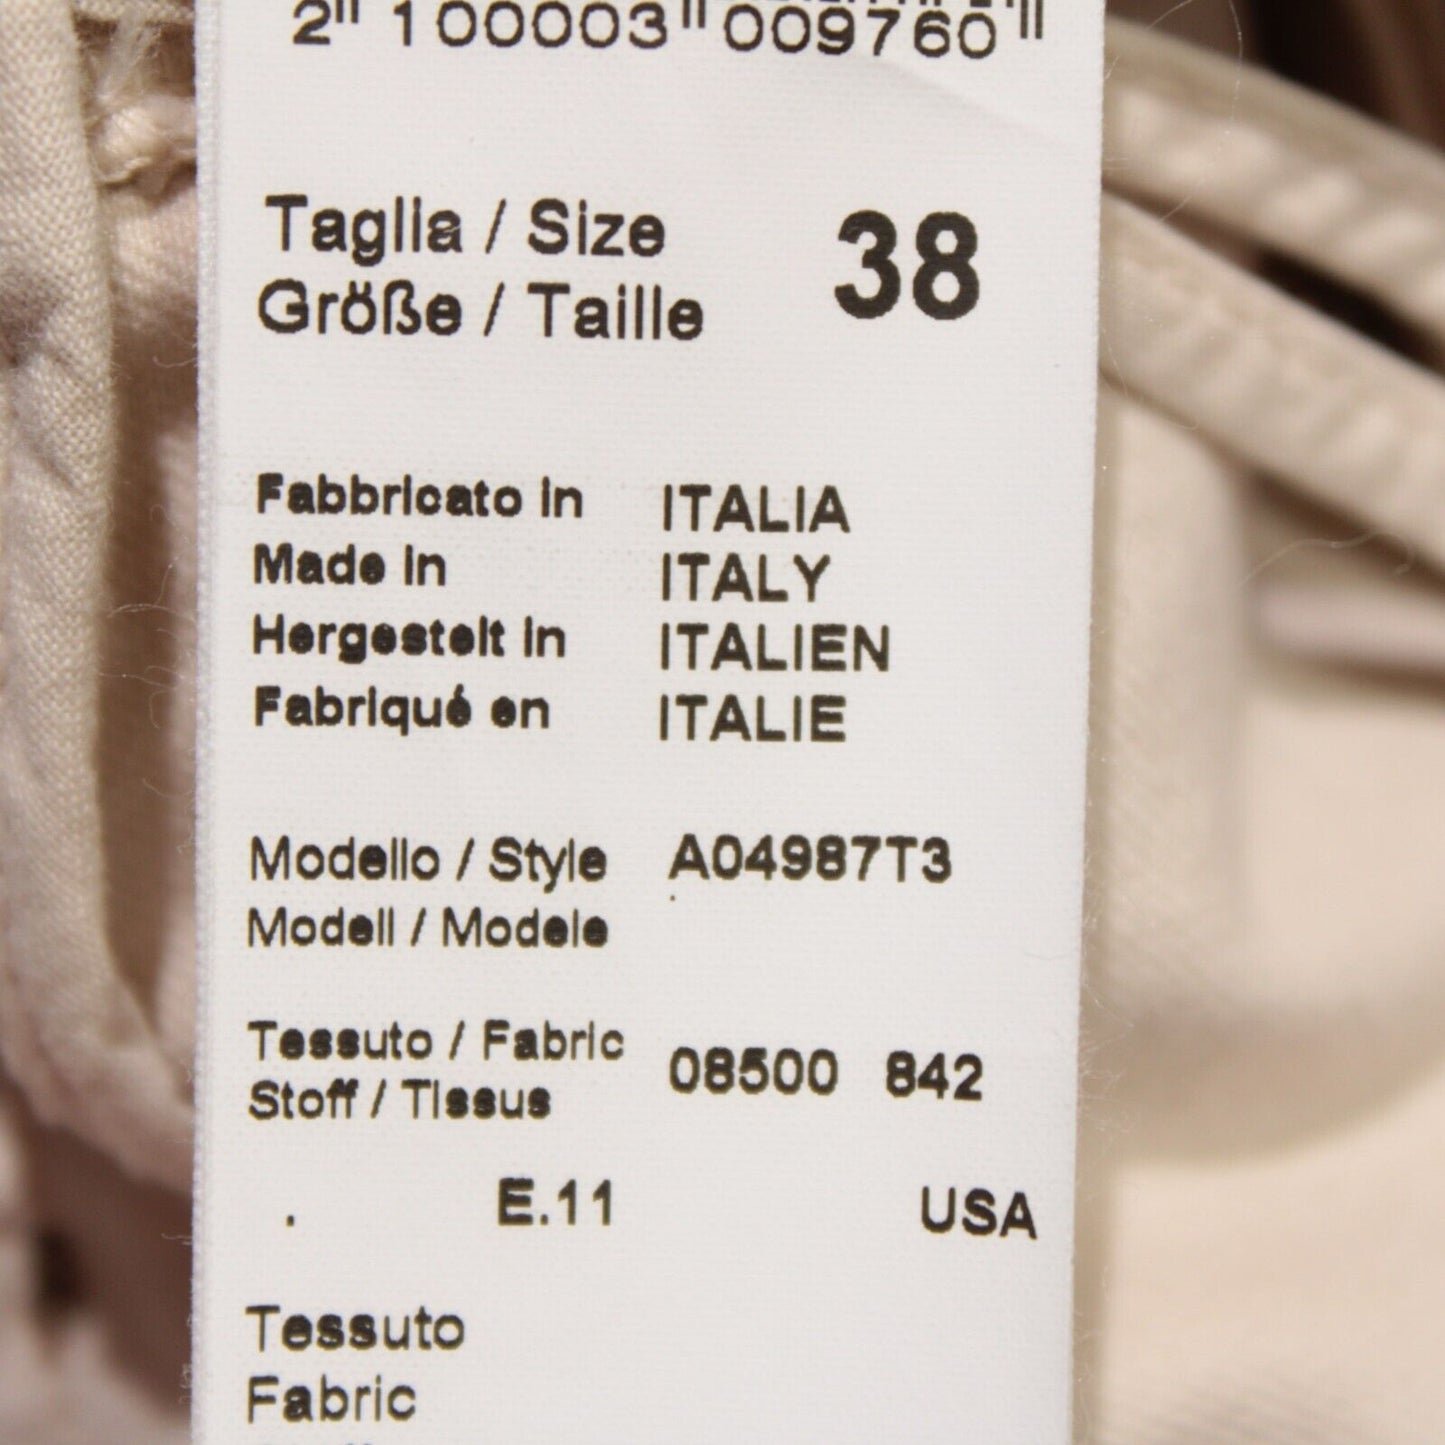 2 100003 009760
Taglia / Size 38
Größe / Taille
Fabbricato in ITALIA
Made in ITALY
Hergestelt in ITALIEN
Fabriqué en ITALIE
Modello / Style A04987T3
Modell / Modele
Tessuto / Fabric 08500 842
Stoff / Tissus
. E.11 USA
Tessuto
Fabric